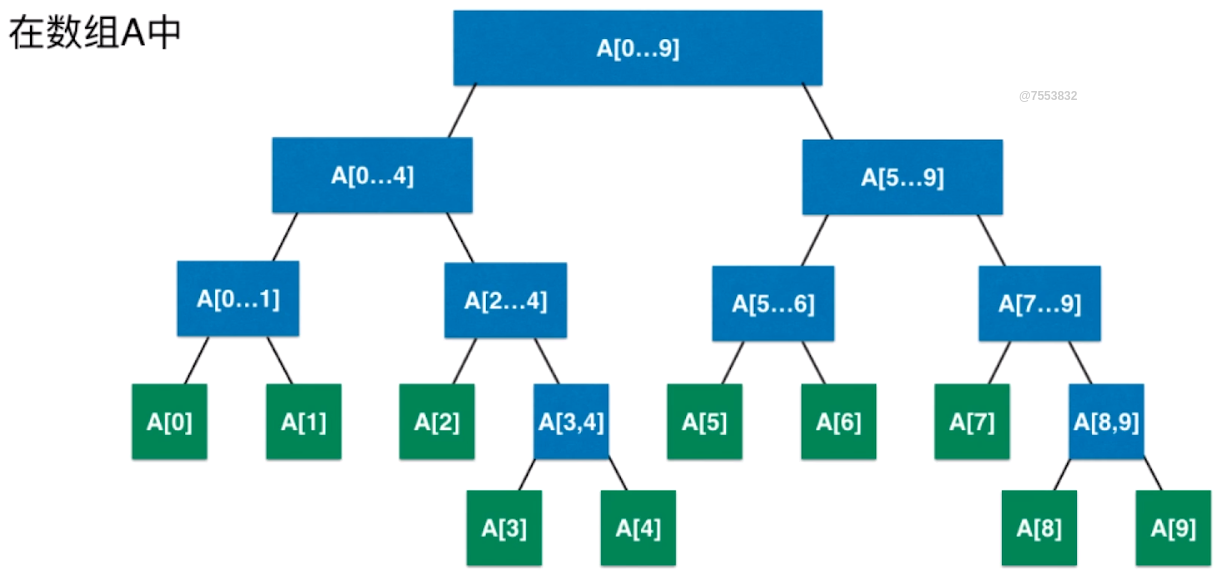 在数组A中
A[0...9]
@7553832
A[0...4]
A[5...9]
A[0...1]
A[2...4]
A[5...6]
A[7...9]
A[0]
A[1]
A[2]
A[3,4]
A[5]
A[6]
A[7]
A[8,9]
A[3]
A[4]
A[8]
A[9]